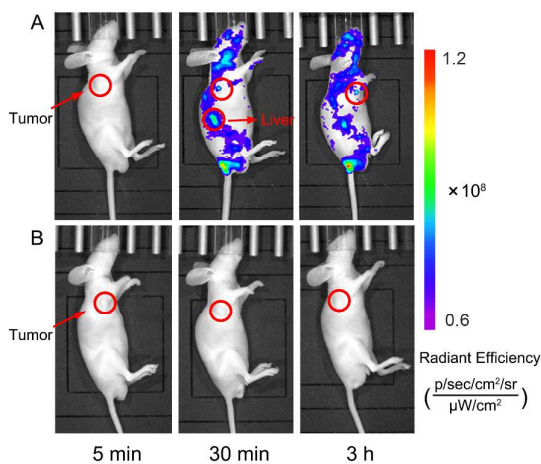 A
Tumor
Liver
B
Tumor
5 min
30 min
3 h
1.2
×10⁸
0.6
Radiant Efficiency
(p/sec/cm²/sr
µW/cm²)